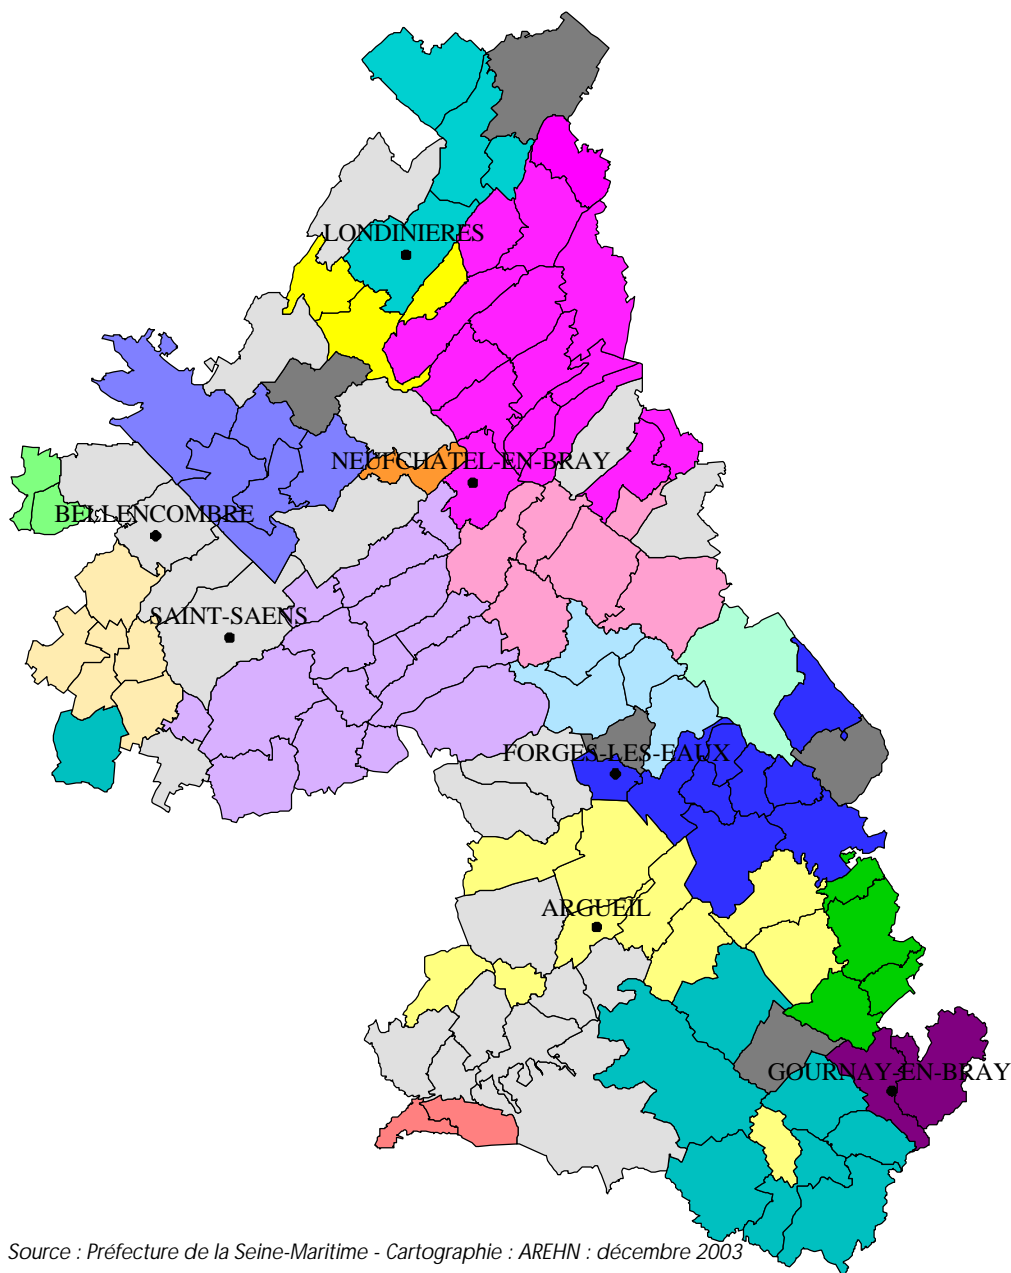 LONDINIERES
NEUFCHATEL-EN-BRAY
BELLENCOMBRE
SAINT-SAENS
FORGES-LES-EAUX
ARGUEIL
GOURNAY-EN-BRAY
Source : Préfecture de la Seine-Maritime - Cartographie : AREHN : décembre 2003